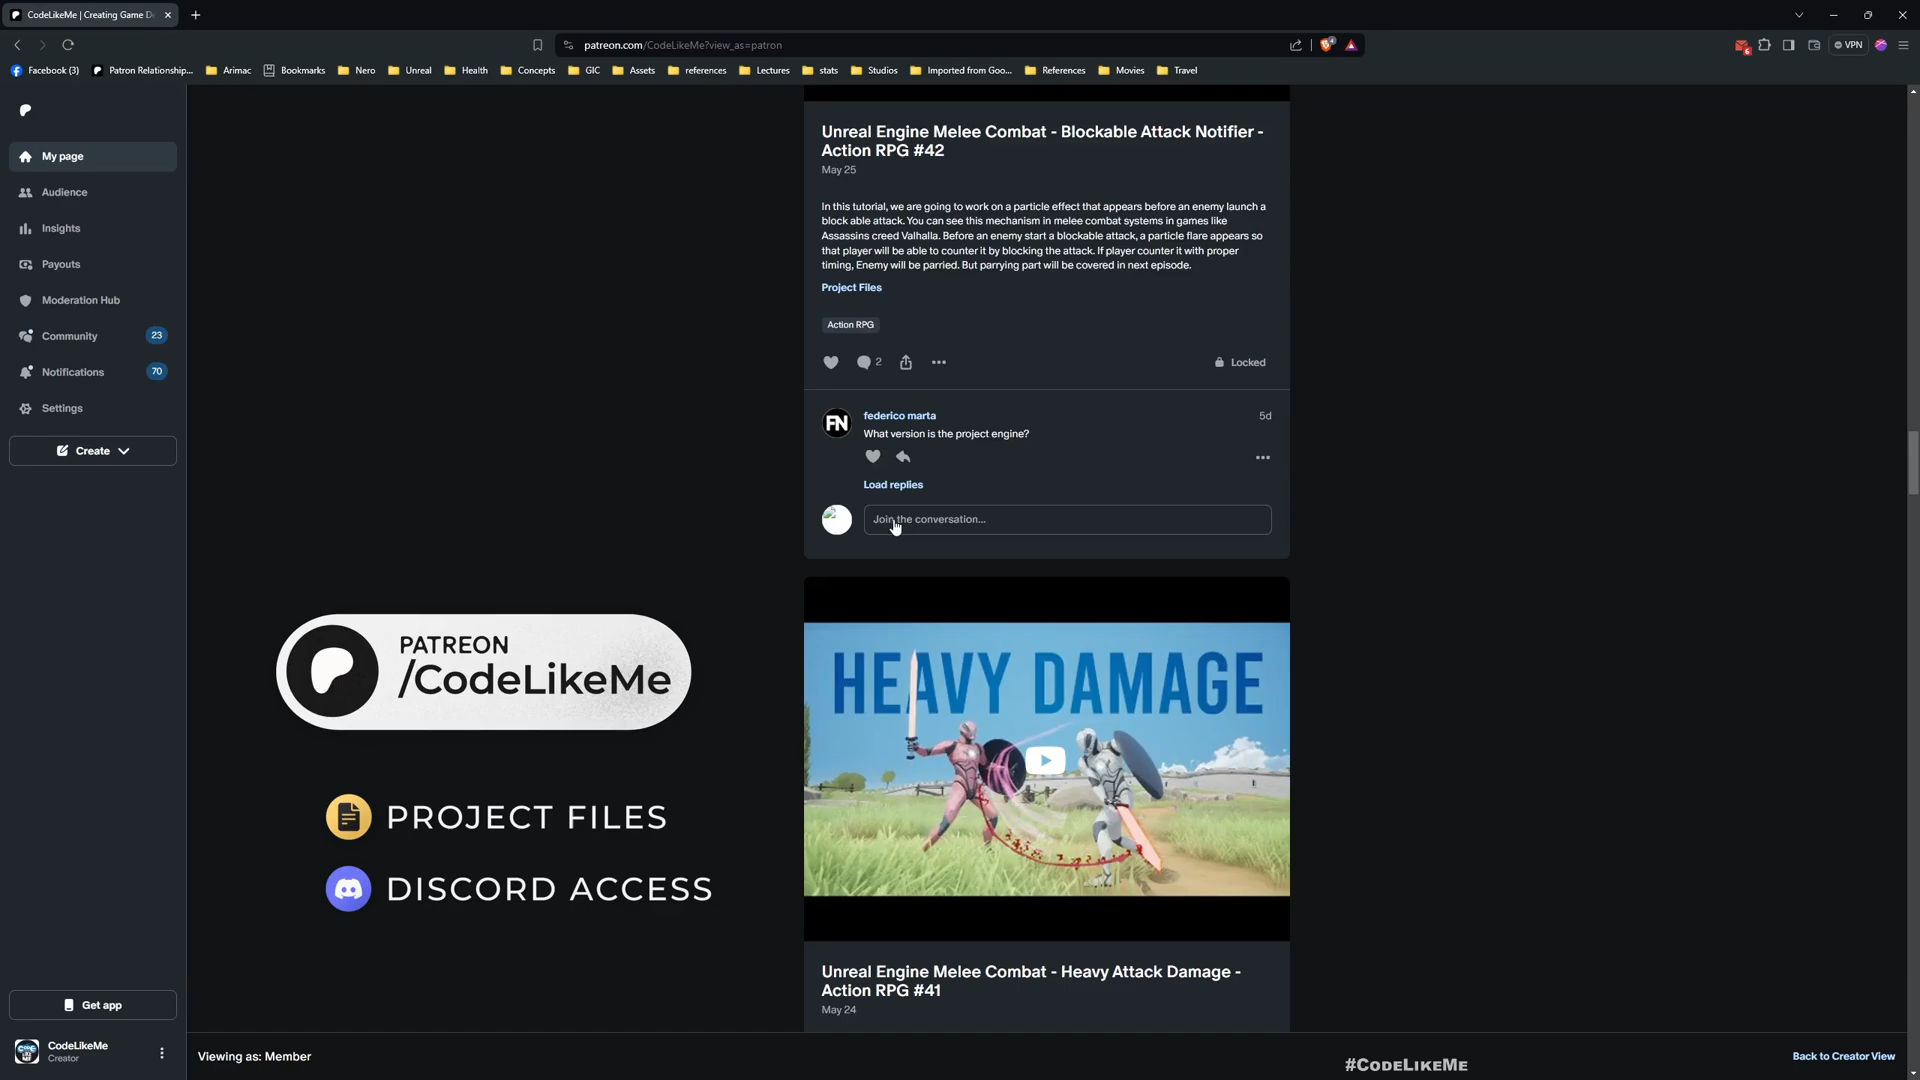 CodeLikeMe | Creating Game D
patreon.com/CodeLikeMe?view_as=patron
6
4
VPN
Facebook (3)
Patron Relationship...
Arimac
Bookmarks
Nero
Unreal
Health
Concepts
GIC
Assets
references
Lectures
stats
Studios
Imported from Goo...
References
Movies
Travel
My page
Audience
Insights
Payouts
Moderation Hub
Community 23
Notifications 70
Settings
Create
Unreal Engine Melee Combat - Blockable Attack Notifier -
Action RPG #42
May 25
In this tutorial, we are going to work on a particle effect that appears before an enemy launch a
block able attack. You can see this mechanism in melee combat systems in games like
Assassins creed Valhalla. Before an enemy start a blockable attack, a particle flare appears so
that player will be able to counter it by blocking the attack. If player counter it with proper
timing, Enemy will be parried. But parrying part will be covered in next episode.
Project Files
Action RPG
2
Locked
FN
federico marta
5d
What version is the project engine?
Load replies
Join the conversation...
PATREON
/CodeLikeMe
PROJECT FILES
DISCORD ACCESS
HEAVY DAMAGE
Unreal Engine Melee Combat - Heavy Attack Damage -
Action RPG #41
May 24
Get app
CodeLikeMe
Creator
Viewing as: Member
#CodeLikeMe
Back to Creator View